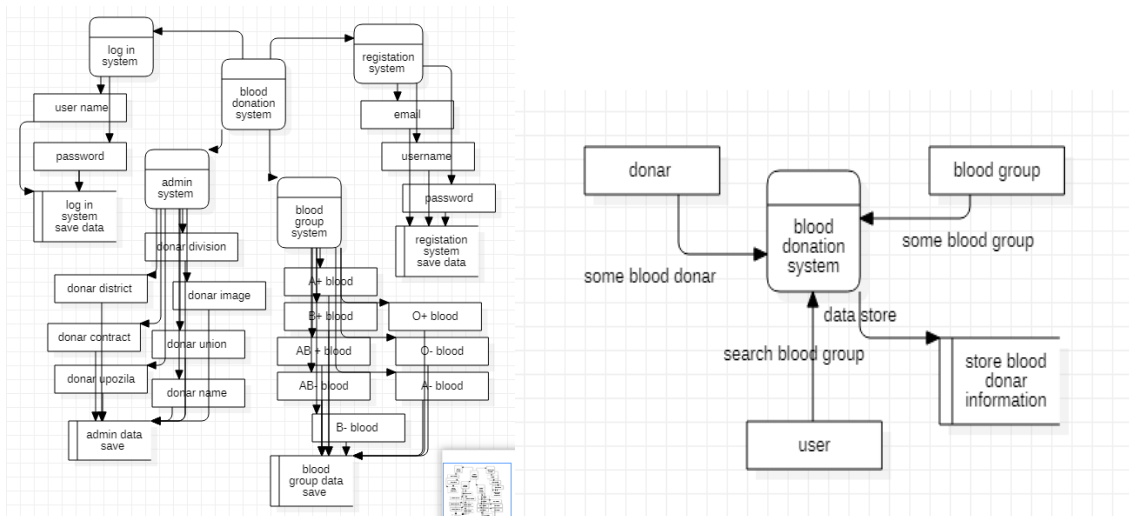 log in
system
registation
system
blood
donation
system
user name
email
password
username
admin
system
blood
group
system
password
log in
system
save data
registation
system
save data
donar division
donar district
donar image
donar contract
donar union
donar upozila
donar name
admin data
save
A+ blood
B+ blood
O+ blood
AB + blood
O- blood
AB- blood
A- blood
B- blood
blood
group data
save
donar
blood group
blood
donation
system
some blood donar
some blood group
data store
search blood group
store blood
donar
information
user